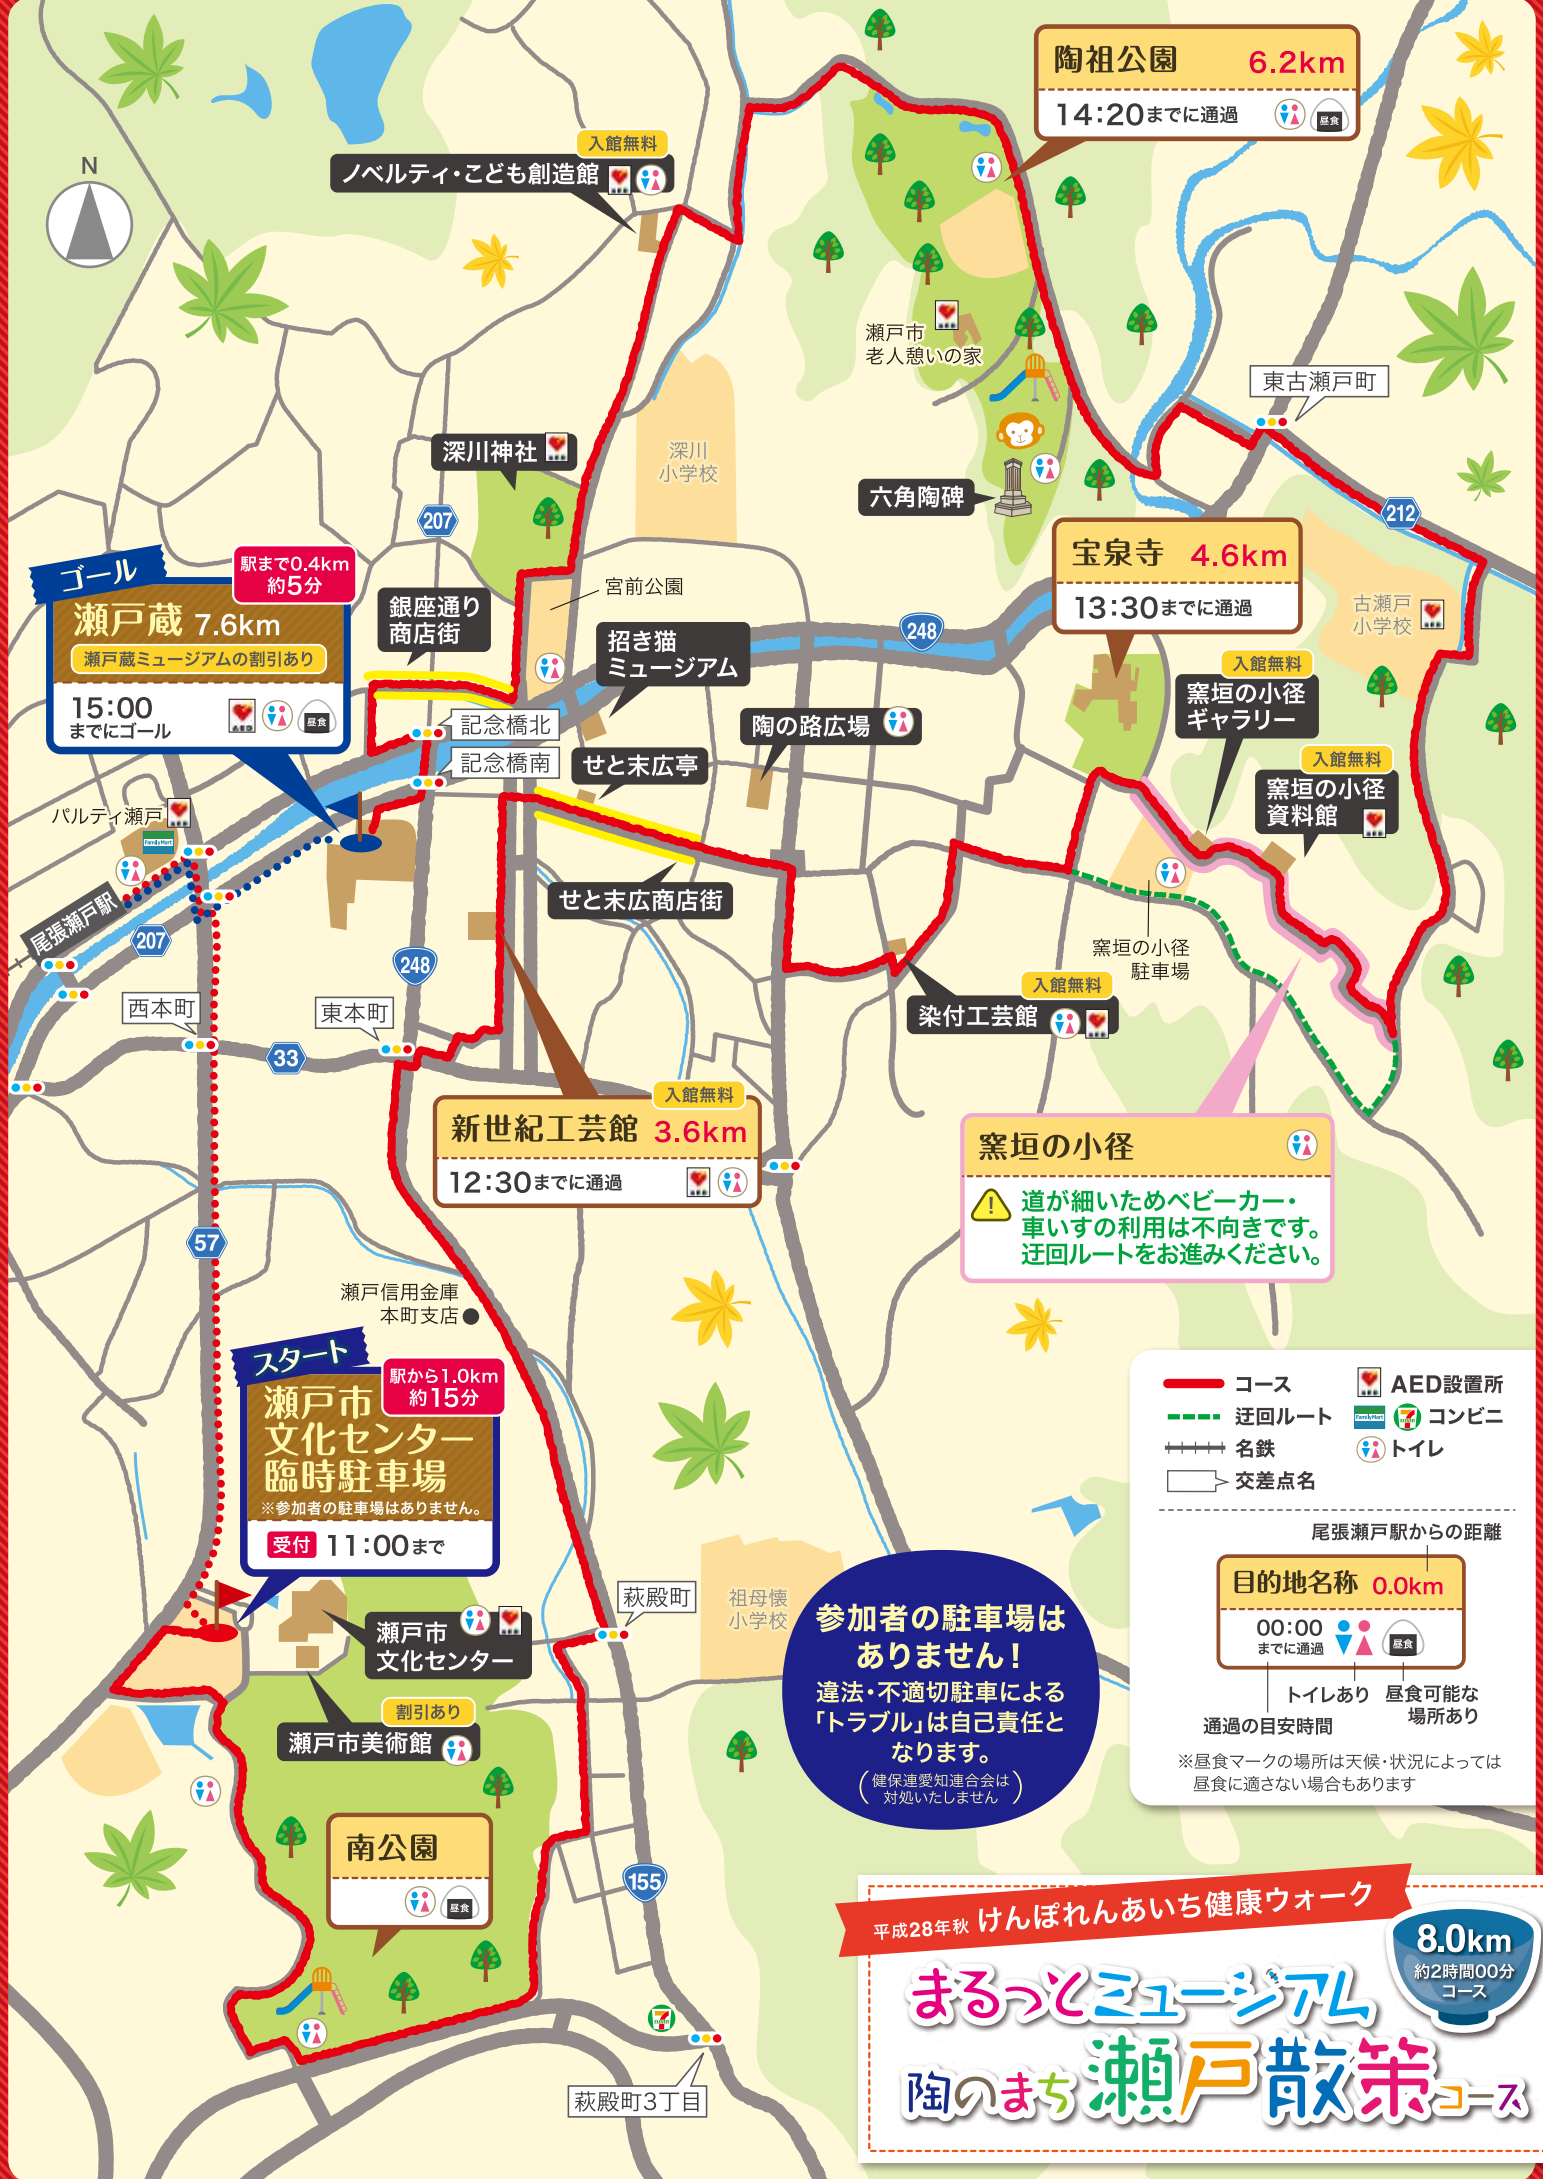 N
陶祖公園 6.2km
14:20までに通過
昼食
入館無料
ノベルティ・こども創造館
AED
瀬戸市
老人憩いの家
AED
東古瀬戸町
深川神社
AED
深川
小学校
207
六角陶碑
212
ゴール
駅まで0.4km
約5分
瀬戸蔵 7.6km
瀬戸蔵ミュージアムの割引あり
15:00
までにゴール
AED
昼食
銀座通り
商店街
宮前公園
招き猫
ミュージアム
248
宝泉寺 4.6km
13:30までに通過
古瀬戸
小学校
AED
入館無料
窯垣の小径
ギャラリー
入館無料
窯垣の小径
資料館
AED
記念橋北
記念橋南
せと末広亭
陶の路広場
パルティ瀬戸
AED
FamilyMart
尾張瀬戸駅
207
せと末広商店街
248
窯垣の小径
駐車場
入館無料
染付工芸館
AED
西本町
東本町
33
入館無料
新世紀工芸館 3.6km
12:30までに通過
AED
窯垣の小径
!
道が細いためベビーカー・
車いすの利用は不向きです。
迂回ルートをお進みください。
57
瀬戸信用金庫
本町支店
スタート
駅から1.0km
約15分
瀬戸市
文化センター
臨時駐車場
※参加者の駐車場はありません。
受付 11:00まで
コース
迂回ルート
名鉄
交差点名
AED
AED設置所
FamilyMart
コンビニ
トイレ
尾張瀬戸駅からの距離
目的地名称 0.0km
00:00
までに通過
昼食
トイレあり
昼食可能な
場所あり
通過の目安時間
※昼食マークの場所は天候・状況によっては
昼食に適さない場合もあります
萩殿町
祖母懐
小学校
瀬戸市
文化センター
AED
割引あり
瀬戸市美術館
参加者の駐車場は
ありません!
違法・不適切駐車による
「トラブル」は自己責任と
なります。
(健保連愛知連合会は
対処いたしません)
南公園
昼食
155
萩殿町3丁目
平成28年秋 けんぽれんあいち健康ウォーク
8.0km
約2時間00分
コース
まるっとミュージアム
陶のまち 瀬戸散策コース